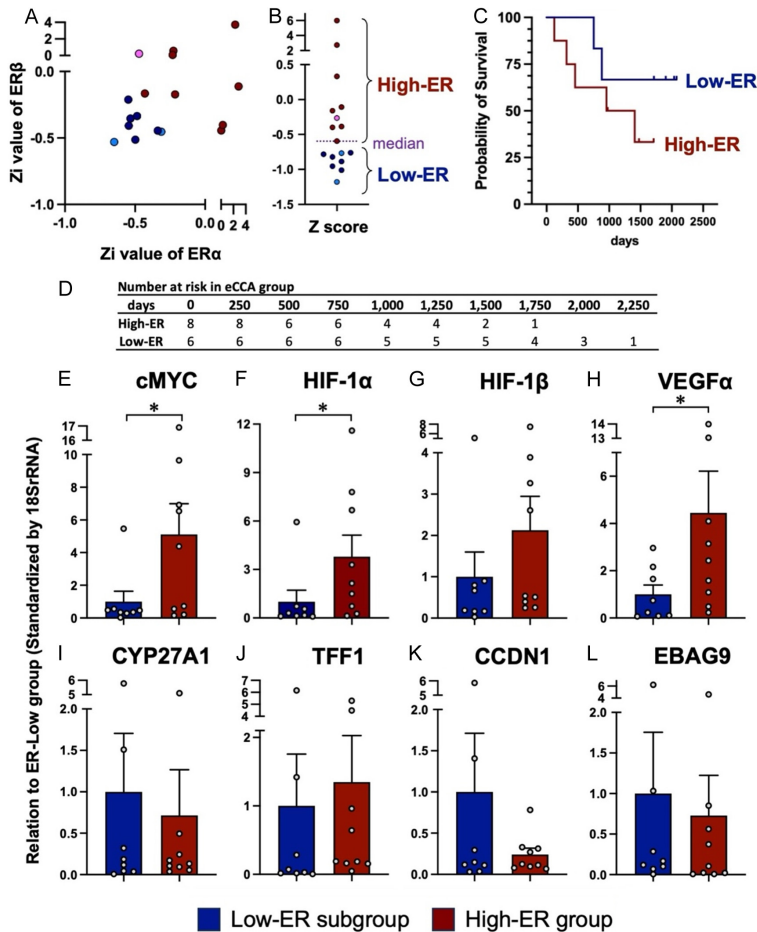 A
Zi value of ERβ
4
2
0
0.0
-0.5
-1.0
-1.0
-0.5
0.0
0 2 4
Zi value of ERα
B
6
4
2
0.5
0.0
-0.5
-1.0
-1.5
High-ER
median
Low-ER
Z score
C
Probability of Survival
100
75
50
25
0
0 500 1000 1500 2000 2500
days
Low-ER
High-ER
D
Number at risk in eCCA group
days 0 250 500 750 1,000 1,250 1,500 1,750 2,000 2,250
High-ER 8 8 6 6 4 4 2 1
Low-ER 6 6 6 6 5 5 5 4 3 1
Relation to ER-Low group (Standardized by 18SrRNA)
E
cMYC
*
17
16
10
8
6
4
2
0
F
HIF-1α
*
12
9
6
3
0
G
HIF-1β
8
6
4
3
2
1
0
H
VEGFα
*
14
13
6
4
2
0
I
CYP27A1
6
5
2.0
1.5
1.0
0.5
0.0
J
TFF1
7
6
5
4
2
1
0
K
CCDN1
6
5
2.0
1.5
1.0
0.5
0.0
L
EBAG9
6
4
2.0
1.5
1.0
0.5
0.0
Low-ER subgroup
High-ER group